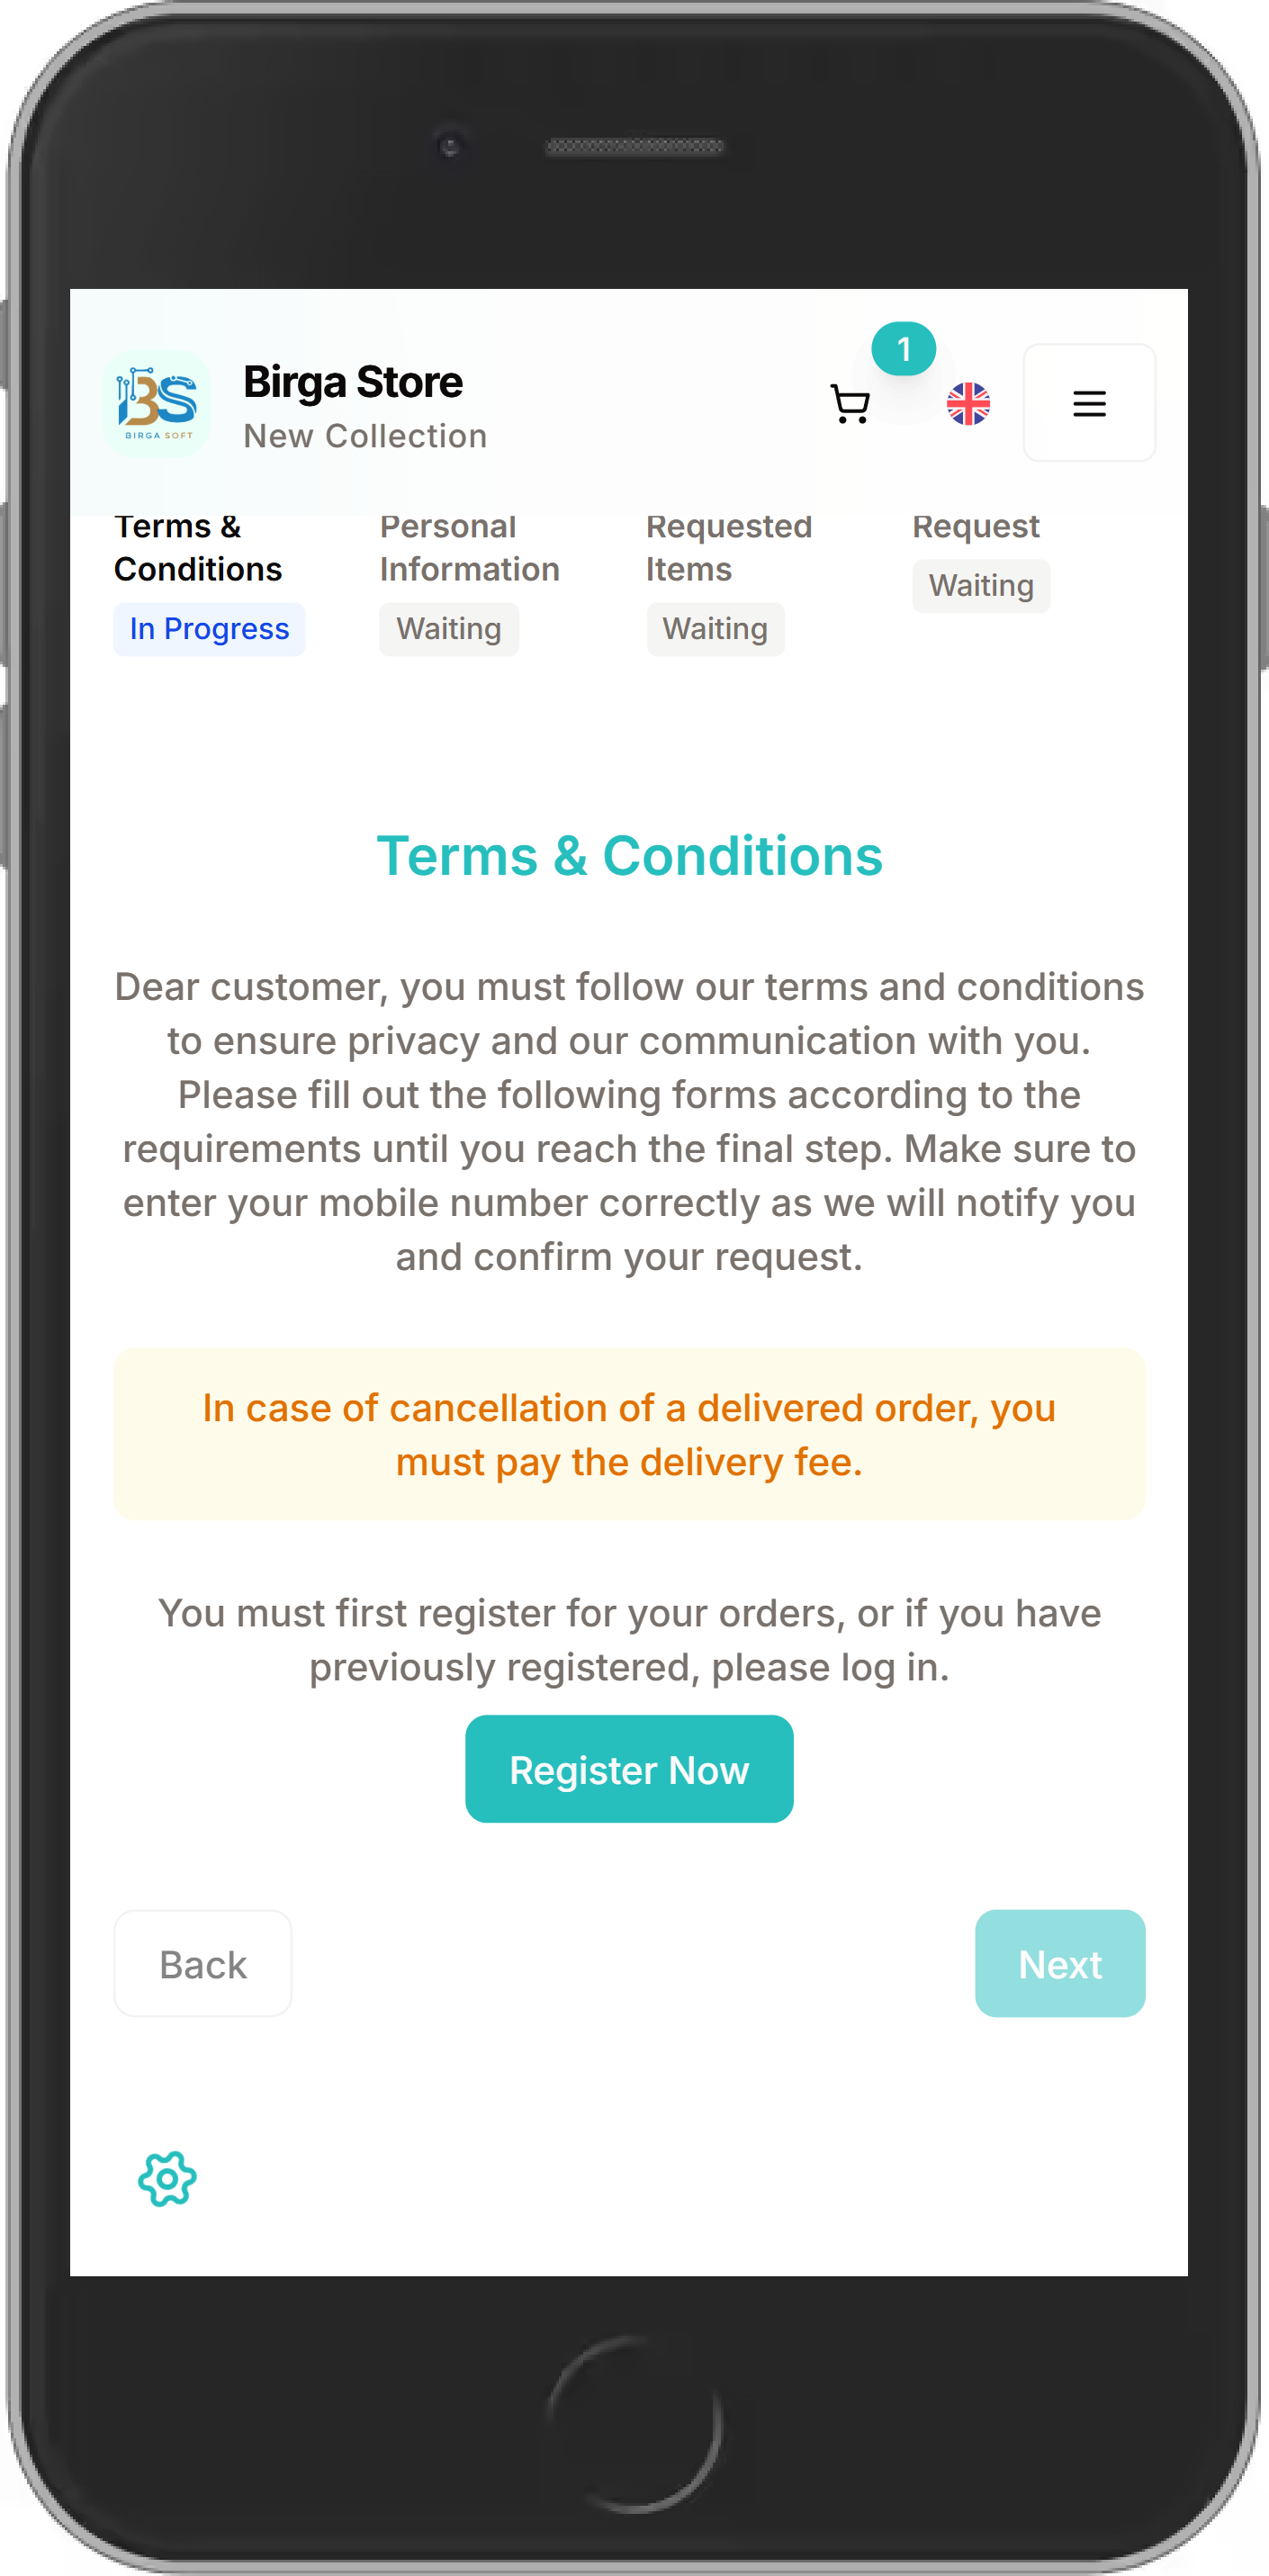 1
BS
BIRGA SOFT
Birga Store
New Collection
Terms &
Conditions
In Progress
Personal
Information
Waiting
Requested
Items
Waiting
Request
Waiting
Terms & Conditions
Dear customer, you must follow our terms and conditions
to ensure privacy and our communication with you.
Please fill out the following forms according to the
requirements until you reach the final step. Make sure to
enter your mobile number correctly as we will notify you
and confirm your request.
In case of cancellation of a delivered order, you
must pay the delivery fee.
You must first register for your orders, or if you have
previously registered, please log in.
Register Now
Back
Next